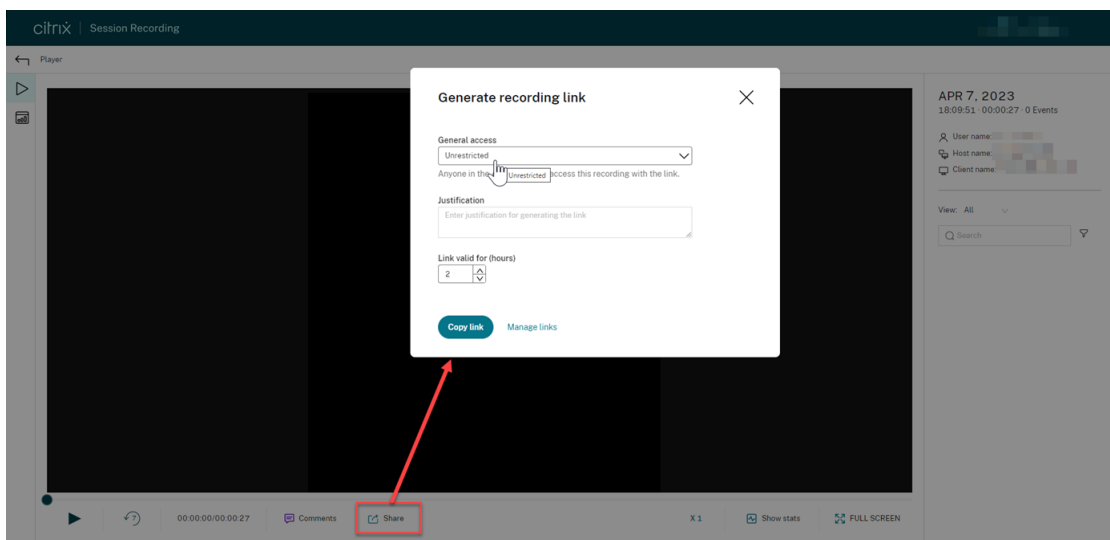 citrix | Session Recording
Player
Generate recording link
General access
Unrestricted
Anyone in the Unrestricted access this recording with the link.
Justification
Enter justification for generating the link
Link valid for (hours)
2
Copy link Manage links
APR 7, 2023
18:09:51 · 00:00:27 · 0 Events
User name:
Host name:
Client name:
View: All
Search
7 00:00:00/00:00:27 Comments Share X 1 Show stats FULL SCREEN